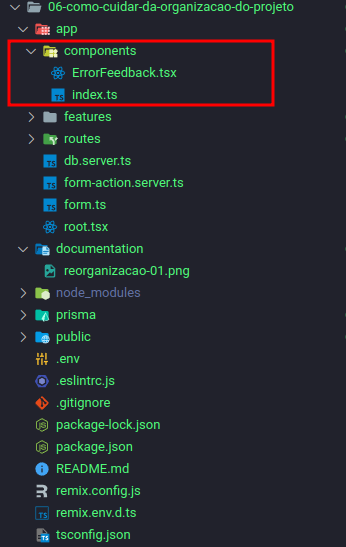 06-como-cuidar-da-organizacao-do-projeto
app
components
ErrorFeedback.tsx
TS index.ts
features
routes
TS db.server.ts
TS form-action.server.ts
TS form.ts
root.tsx
documentation
reorganizacao-01.png
node_modules
prisma
public
.env
.eslintrc.js
.gitignore
package-lock.json
package.json
README.md
remix.config.js
TS remix.env.d.ts
TS tsconfig.json